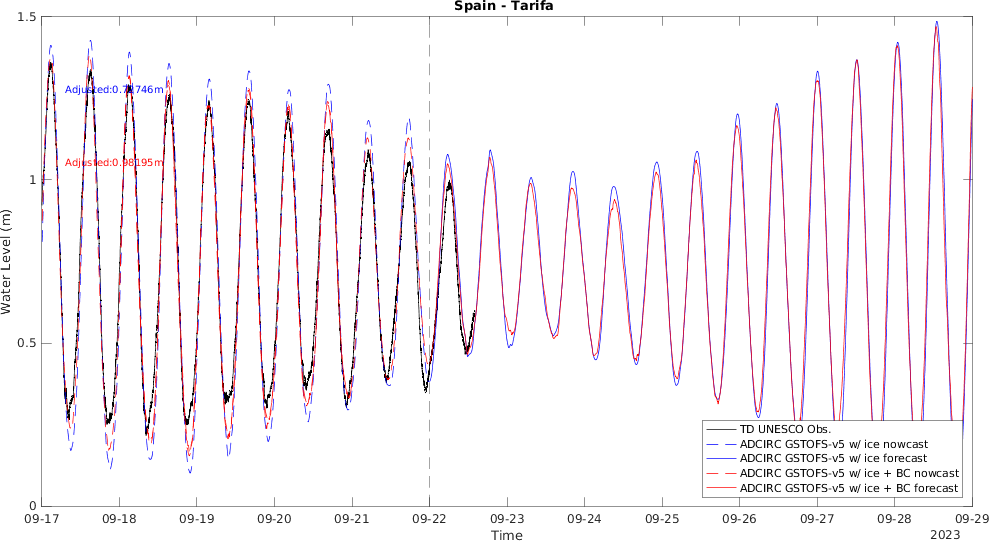 Spain - Tarifa
1.5
1
0.5
0
Water Level (m)
Adjusted:0.
746m
Adjusted:0.98195m
TD UNESCO Obs.
ADCIRC GSTOFS-v5 w/ ice nowcast
ADCIRC GSTOFS-v5 w/ ice forecast
ADCIRC GSTOFS-v5 w/ ice + BC nowcast
ADCIRC GSTOFS-v5 w/ ice + BC forecast
09-17 09-18 09-19 09-20 09-21 09-22 09-23 09-24 09-25 09-26 09-27 09-28 09-29
Time
2023